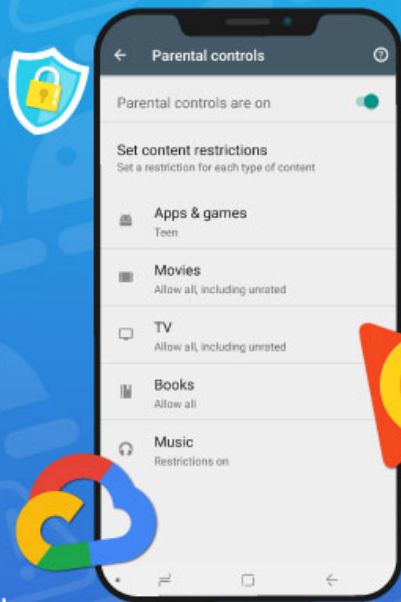 Parental controls
Parental controls are on
Set content restrictions
Set a restriction for each type of content
Apps & games
Teen
Movies
Allow all, including unrated
TV
Allow all, including unrated
Books
Allow all
Music
Restrictions on